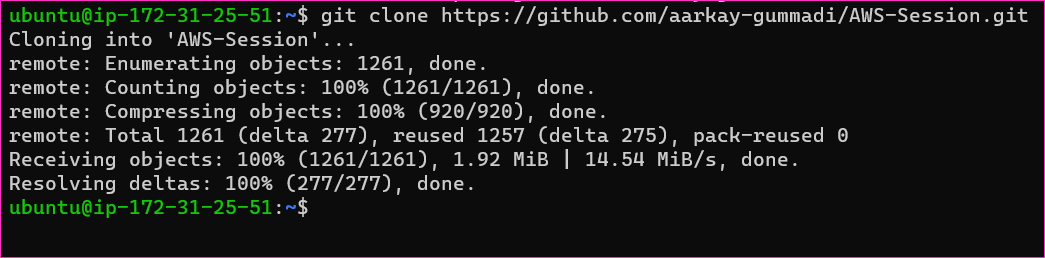 ubuntu@ip-172-31-25-51:~$ git clone https://github.com/aarkay-gummadi/AWS-Session.git
Cloning into 'AWS-Session'...
remote: Enumerating objects: 1261, done.
remote: Counting objects: 100% (1261/1261), done.
remote: Compressing objects: 100% (920/920), done.
remote: Total 1261 (delta 277), reused 1257 (delta 275), pack-reused 0
Receiving objects: 100% (1261/1261), 1.92 MiB | 14.54 MiB/s, done.
Resolving deltas: 100% (277/277), done.
ubuntu@ip-172-31-25-51:~$